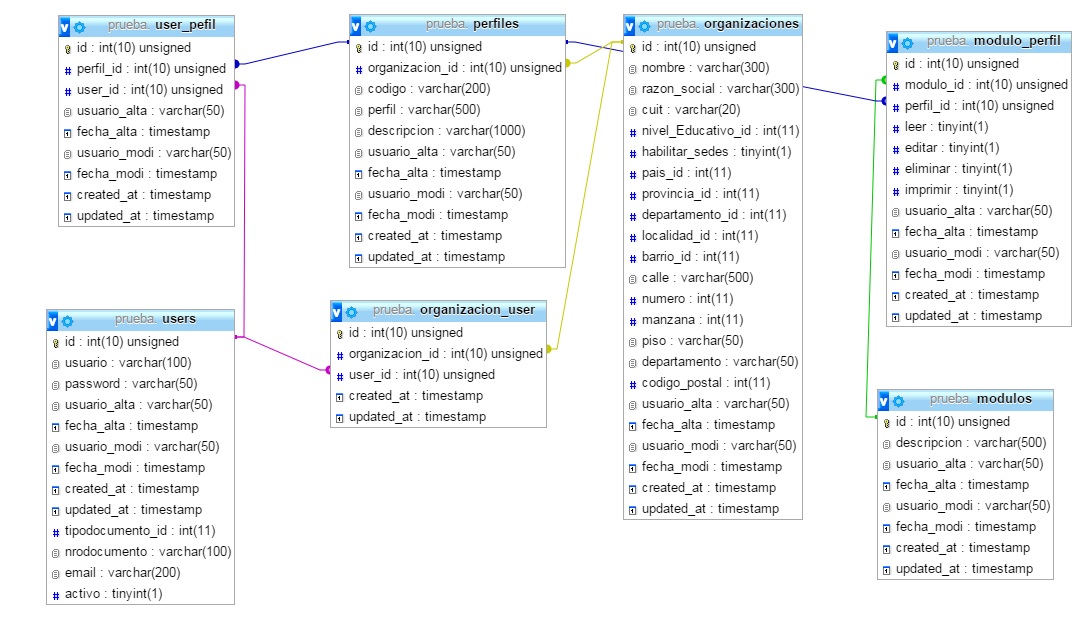 prueba. user_pefil
id : int(10) unsigned
perfil_id : int(10) unsigned
user_id : int(10) unsigned
usuario_alta : varchar(50)
fecha_alta : timestamp
usuario_modi : varchar(50)
fecha_modi : timestamp
created_at : timestamp
updated_at : timestamp
prueba. perfiles
id : int(10) unsigned
organizacion_id : int(10) unsigned
codigo : varchar(200)
perfil : varchar(500)
descripcion : varchar(1000)
usuario_alta : varchar(50)
fecha_alta : timestamp
usuario_modi : varchar(50)
fecha_modi : timestamp
created_at : timestamp
updated_at : timestamp
prueba. organizaciones
id : int(10) unsigned
nombre : varchar(300)
razon_social : varchar(300)
cuit : varchar(20)
nivel_Educativo_id : int(11)
habilitar_sedes : tinyint(1)
pais_id : int(11)
provincia_id : int(11)
departamento_id : int(11)
localidad_id : int(11)
barrio_id : int(11)
calle : varchar(500)
numero : int(11)
manzana : int(11)
piso : varchar(50)
departamento : varchar(50)
codigo_postal : int(11)
usuario_alta : varchar(50)
fecha_alta : timestamp
usuario_modi : varchar(50)
fecha_modi : timestamp
created_at : timestamp
updated_at : timestamp
prueba. modulo_perfil
id : int(10) unsigned
modulo_id : int(10) unsigned
perfil_id : int(10) unsigned
leer : tinyint(1)
editar : tinyint(1)
eliminar : tinyint(1)
imprimir : tinyint(1)
usuario_alta : varchar(50)
fecha_alta : timestamp
usuario_modi : varchar(50)
fecha_modi : timestamp
created_at : timestamp
updated_at : timestamp
prueba. users
id : int(10) unsigned
usuario : varchar(100)
password : varchar(50)
usuario_alta : varchar(50)
fecha_alta : timestamp
usuario_modi : varchar(50)
fecha_modi : timestamp
created_at : timestamp
updated_at : timestamp
tipodocumento_id : int(11)
nrodocumento : varchar(100)
email : varchar(200)
activo : tinyint(1)
prueba. organizacion_user
id : int(10) unsigned
organizacion_id : int(10) unsigned
user_id : int(10) unsigned
created_at : timestamp
updated_at : timestamp
prueba. modulos
id : int(10) unsigned
descripcion : varchar(500)
usuario_alta : varchar(50)
fecha_alta : timestamp
usuario_modi : varchar(50)
fecha_modi : timestamp
created_at : timestamp
updated_at : timestamp